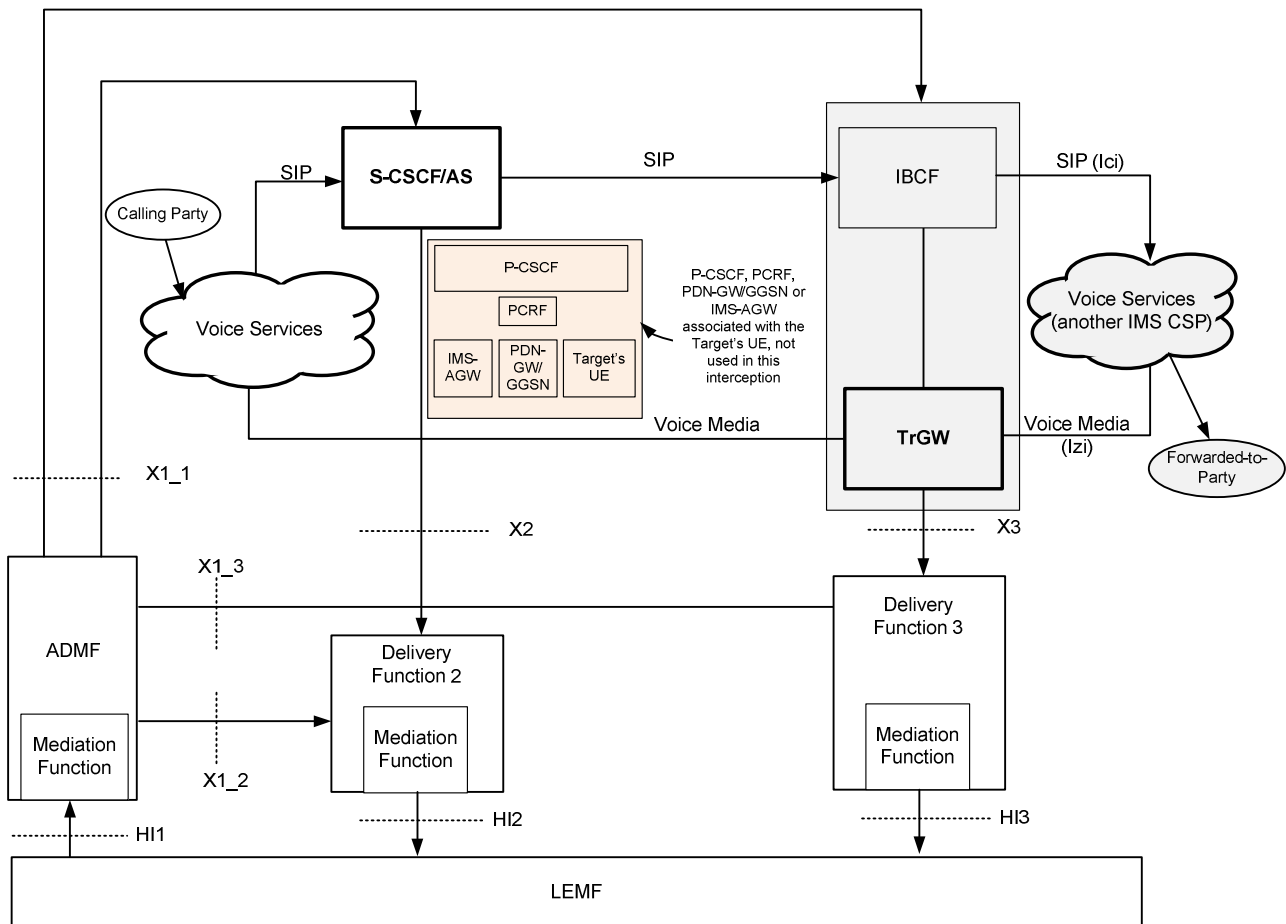 SIP
S-CSCF/AS
SIP
IBCF
SIP (Ici)
Calling Party
Voice Services
P-CSCF
PCRF
IMS-
AGW
PDN-
GW/
GGSN
Target's
UE
P-CSCF, PCRF,
PDN-GW/GGSN or
IMS-AGW
associated with the
Target's UE, not
used in this
interception
Voice Services
(another IMS CSP)
Voice Media
TrGW
Voice Media
(Izi)
Forwarded-to-
Party
X1_1
X2
X3
X1_3
ADMF
Mediation
Function
X1_2
Delivery
Function 2
Mediation
Function
Delivery
Function 3
Mediation
Function
HI1
HI2
HI3
LEMF